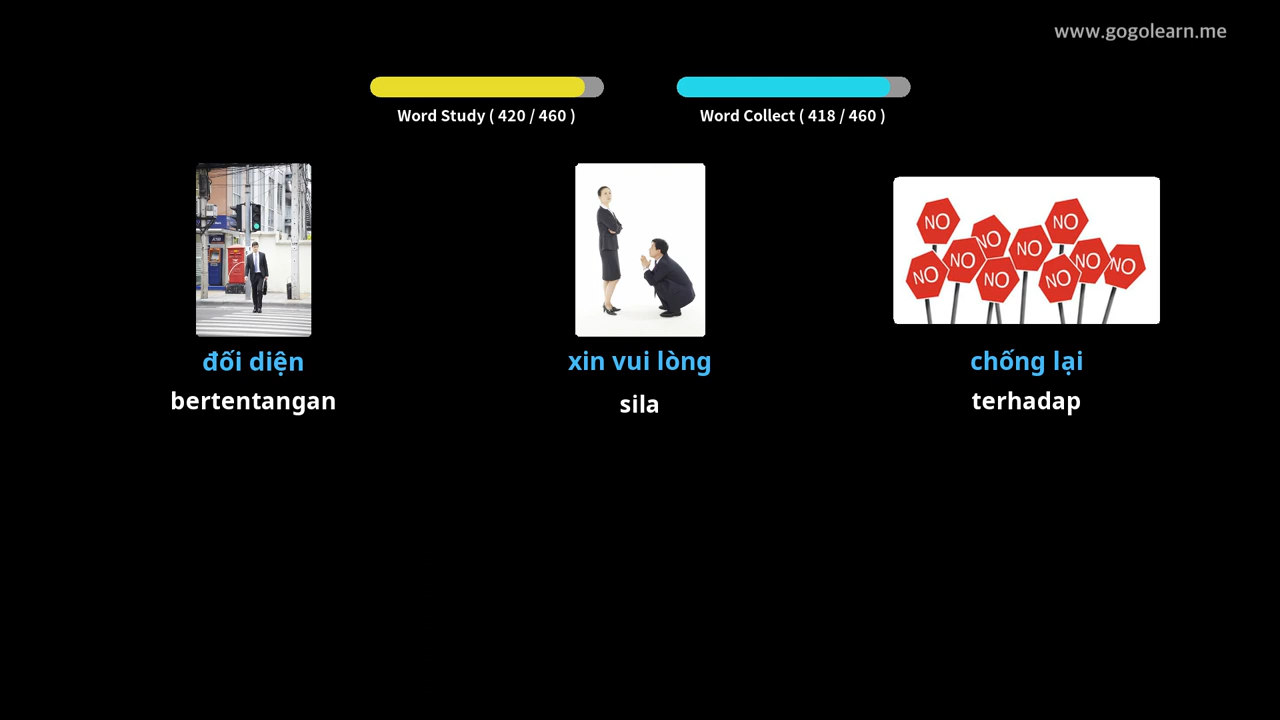 www.gogolearn.me
Word Study ( 420 / 460 )
Word Collect ( 418 / 460 )
NO
NO
NO
NO
NO
NO
NO
NO
NO
NO
đối diện
xin vui lòng
chống lại
bertentangan
sila
terhadap